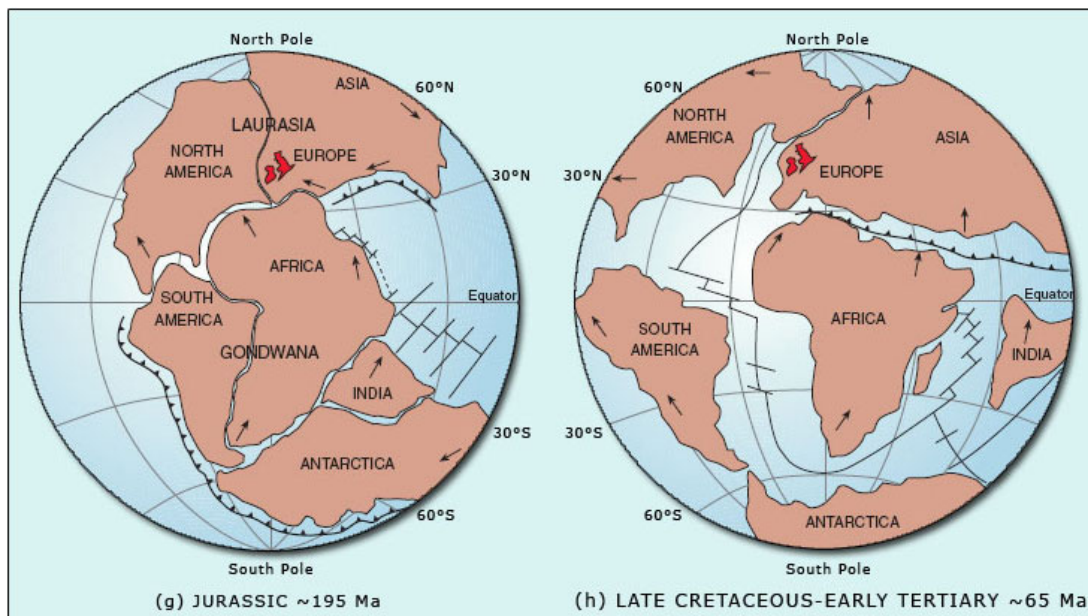 North Pole
ASIA
60°N
LAURASIA
NORTH
AMERICA
EUROPE
30°N
AFRICA
Equator
SOUTH
AMERICA
GONDWANA
INDIA
30°S
ANTARCTICA
60°S
South Pole
(g) JURASSIC ~195 Ma
North Pole
60°N
NORTH
AMERICA
ASIA
EUROPE
30°N
Equator
AFRICA
SOUTH
AMERICA
INDIA
30°S
60°S
ANTARCTICA
South Pole
(h) LATE CRETACEOUS-EARLY TERTIARY ~65 Ma